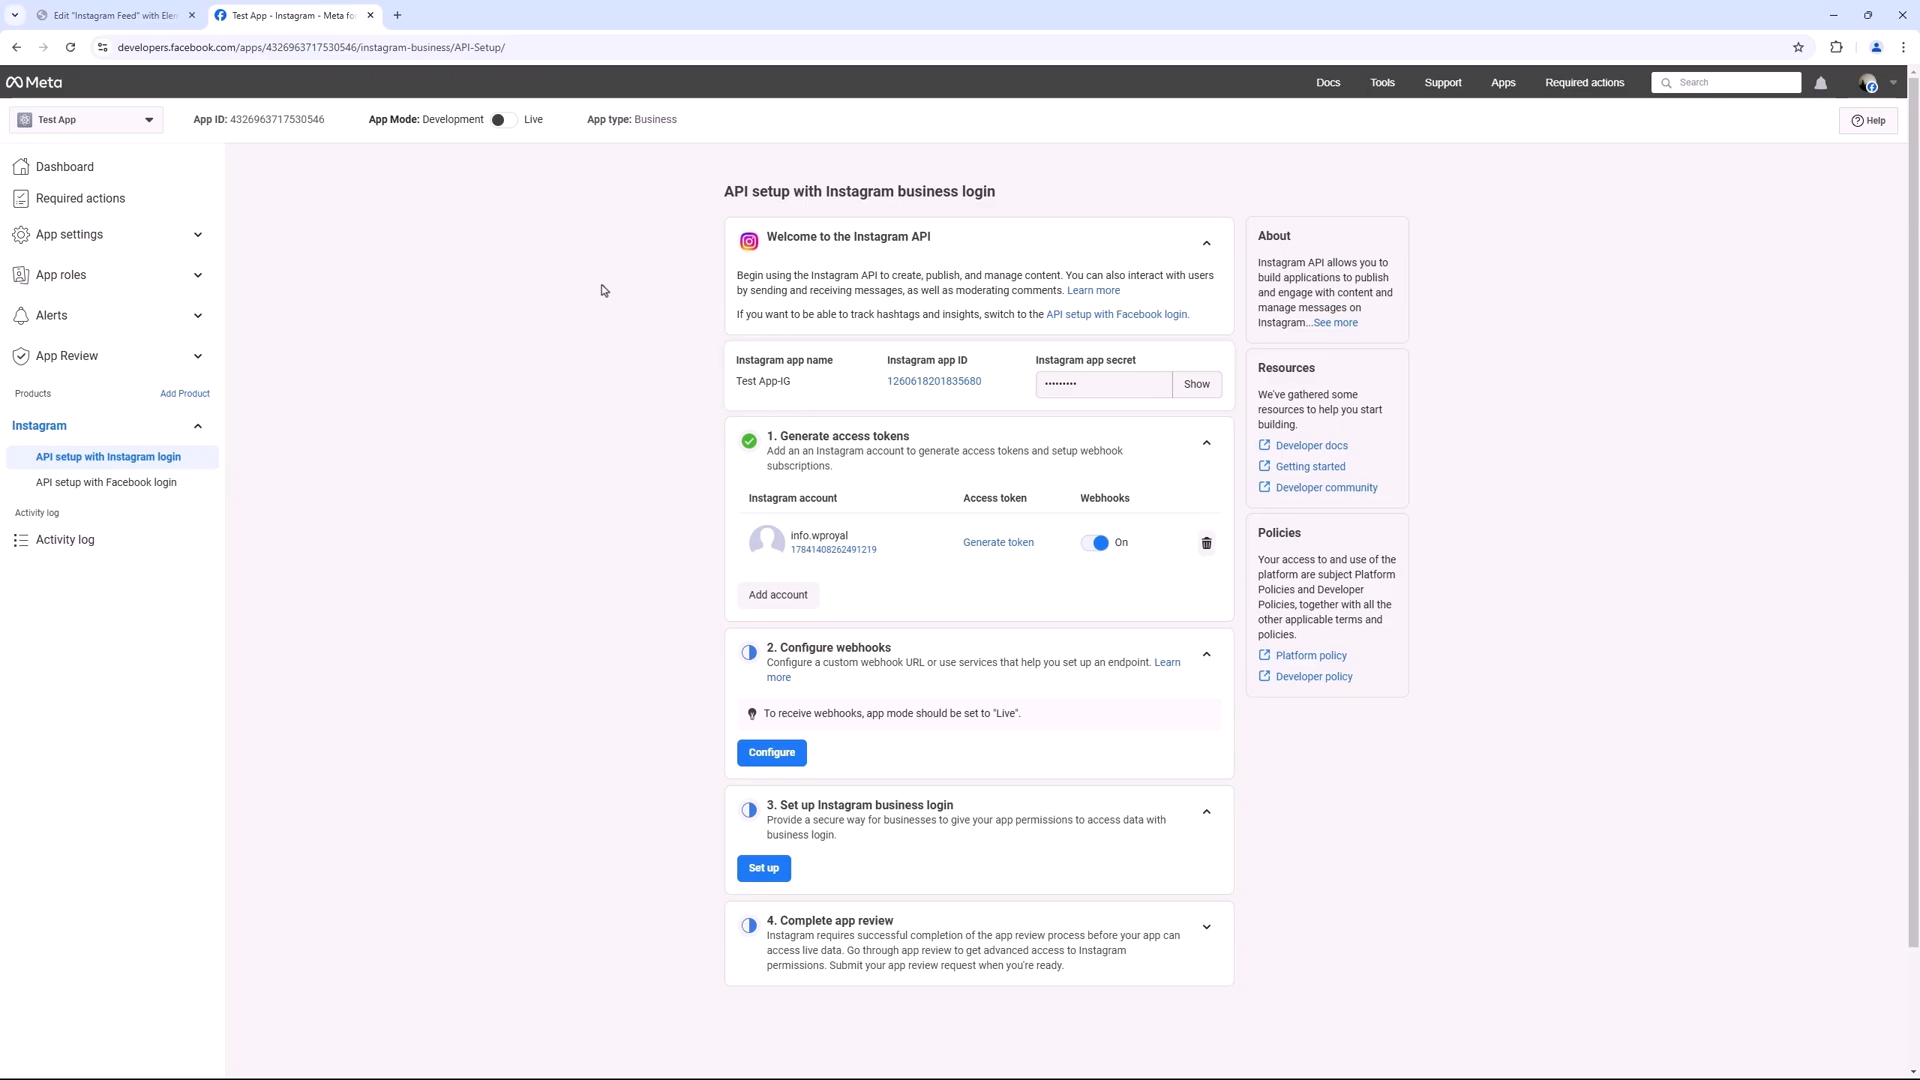 Edit "Instagram Feed" with Elem
Test App - Instagram - Meta fo
developers.facebook.com/apps/4326963717530546/instagram-business/API-Setup/
Meta
Docs
Tools
Support
Apps
Required actions
Search
Test App
App ID: 4326963717530546
App Mode: Development
Live
App type: Business
Help
Dashboard
Required actions
App settings
App roles
Alerts
App Review
Products
Add Product
Instagram
API setup with Instagram login
API setup with Facebook login
Activity log
Activity log
API setup with Instagram business login
Welcome to the Instagram API
Begin using the Instagram API to create, publish, and manage content. You can also interact with users
by sending and receiving messages, as well as moderating comments. Learn more
If you want to be able to track hashtags and insights, switch to the API setup with Facebook login.
Instagram app name
Instagram app ID
Instagram app secret
Test App-IG
1260618201835680
•••••••••
Show
1. Generate access tokens
Add an an Instagram account to generate access tokens and setup webhook
subscriptions.
Instagram account
Access token
Webhooks
info.wproyal
17841408262491219
Generate token
On
Add account
2. Configure webhooks
Configure a custom webhook URL or use services that help you set up an endpoint. Learn
more
To receive webhooks, app mode should be set to "Live".
Configure
3. Set up Instagram business login
Provide a secure way for businesses to give your app permissions to access data with
business login.
Set up
4. Complete app review
Instagram requires successful completion of the app review process before your app can
access live data. Go through app review to get advanced access to Instagram
permissions. Submit your app review request when you're ready.
About
Instagram API allows you to
build applications to publish
and engage with content and
manage messages on
Instagram...See more
Resources
We've gathered some
resources to help you start
building.
Developer docs
Getting started
Developer community
Policies
Your access to and use of the
platform are subject Platform
Policies and Developer
Policies, together with all the
other applicable terms and
policies.
Platform policy
Developer policy